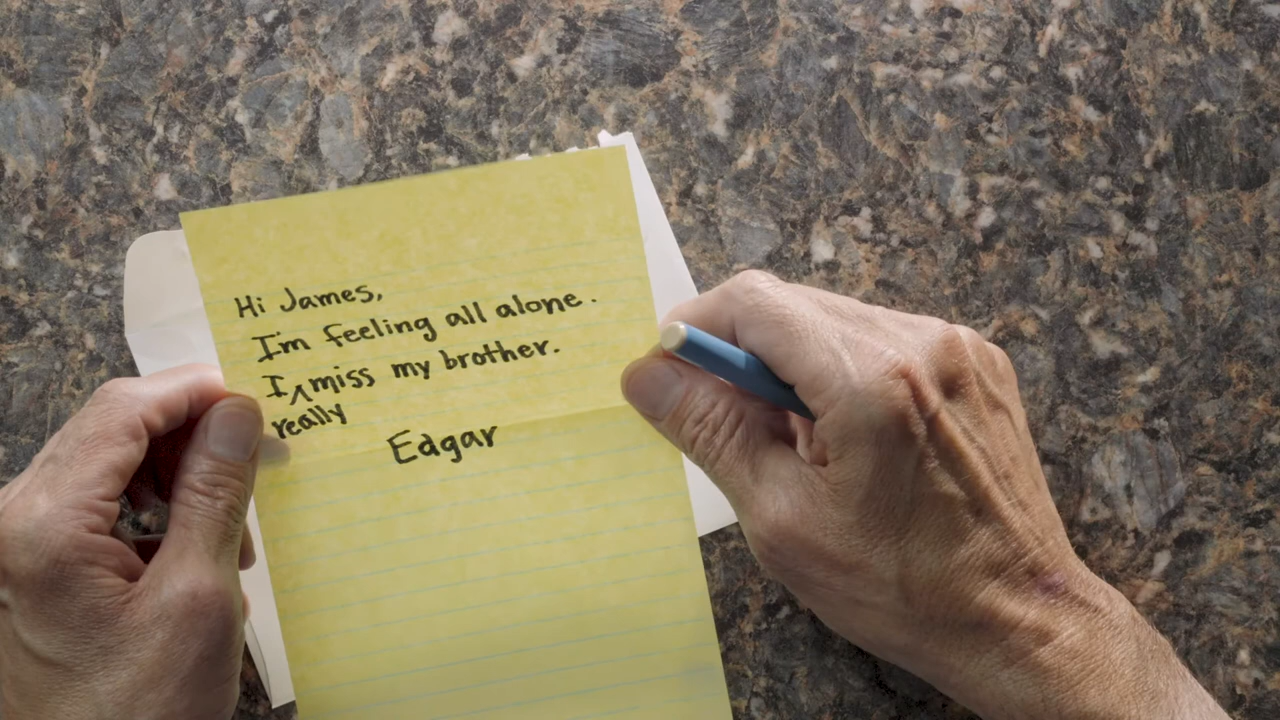 Hi James,
I'm feeling all alone.
I^miss my brother.
really
Edgar